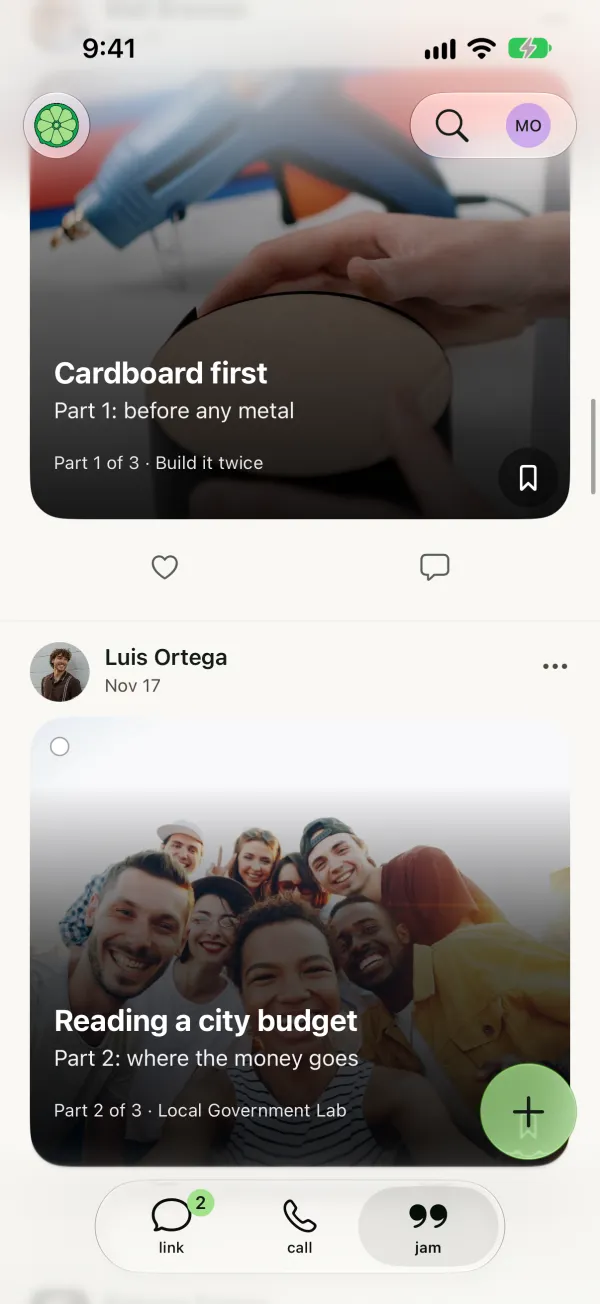 9:41
MO
Cardboard first
Part 1: before any metal
Part 1 of 3 · Build it twice
Luis Ortega
Nov 17
Reading a city budget
Part 2: where the money goes
Part 2 of 3 · Local Government Lab
2
link
call
jam